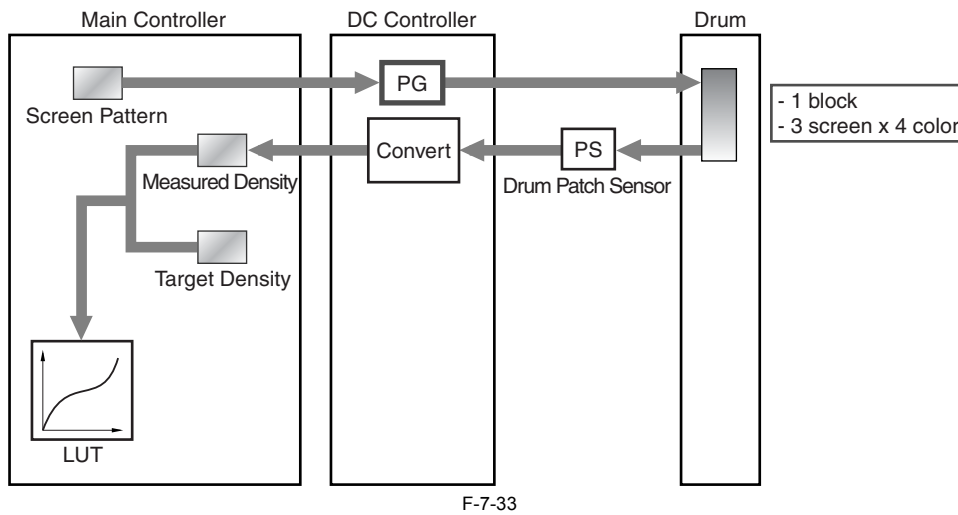 Main Controller
DC Controller
Drum
PG
Screen Pattern
- 1 block
- 3 screen x 4 color
Convert
PS
Measured Density
Drum Patch Sensor
Target Density
LUT
F-7-33